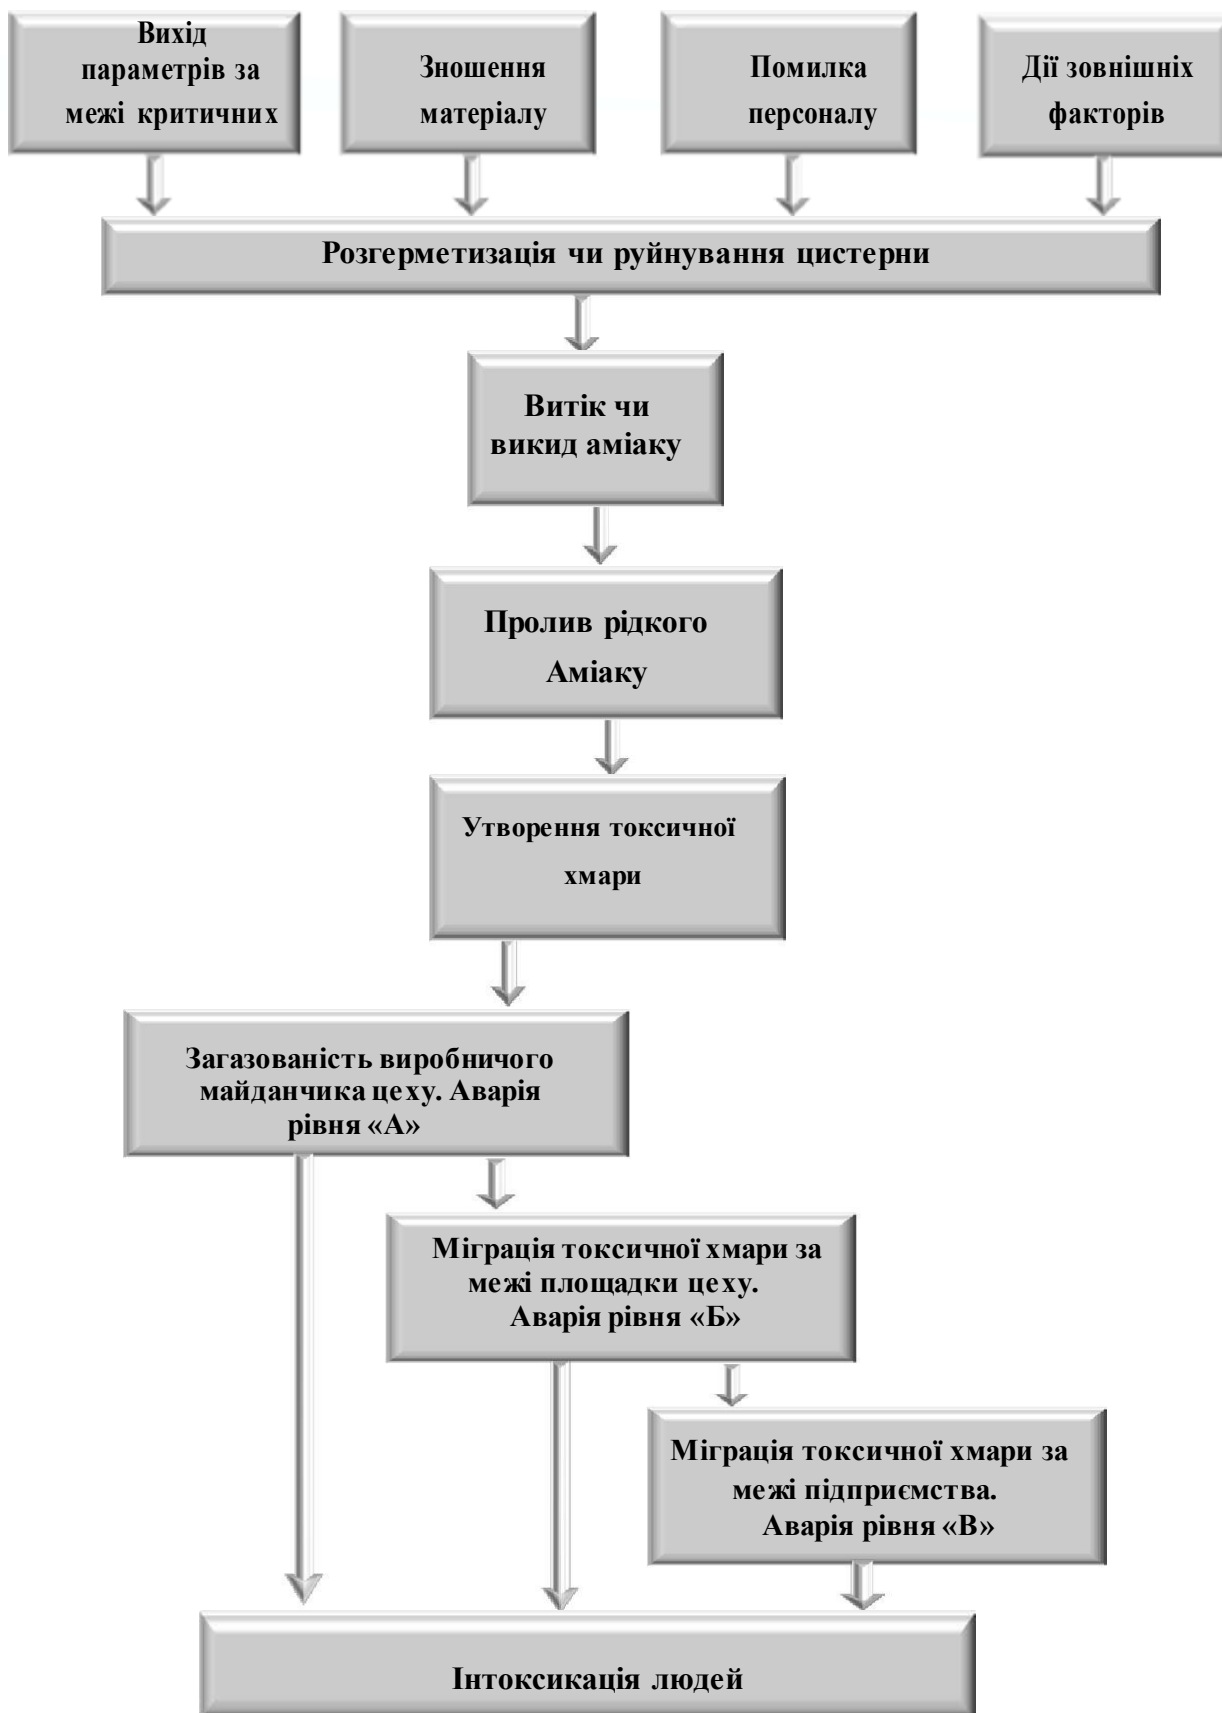 Вихід
параметрів за
межі критичних
Зношення
матеріалу
Помилка
персоналу
Дії зовнішніх
факторів
Розгерметизація чи руйнування цистерни
Витік чи
викид аміаку
Пролив рідкого
Аміаку
Утворення токсичної
хмари
Загазованість виробничого
майданчика цеху. Аварія
рівня «А»
Міграція токсичної хмари за
межі площадки цеху.
Аварія рівня «Б»
Міграція токсичної хмари за
межі підприємства.
Аварія рівня «В»
Інтоксикація людей